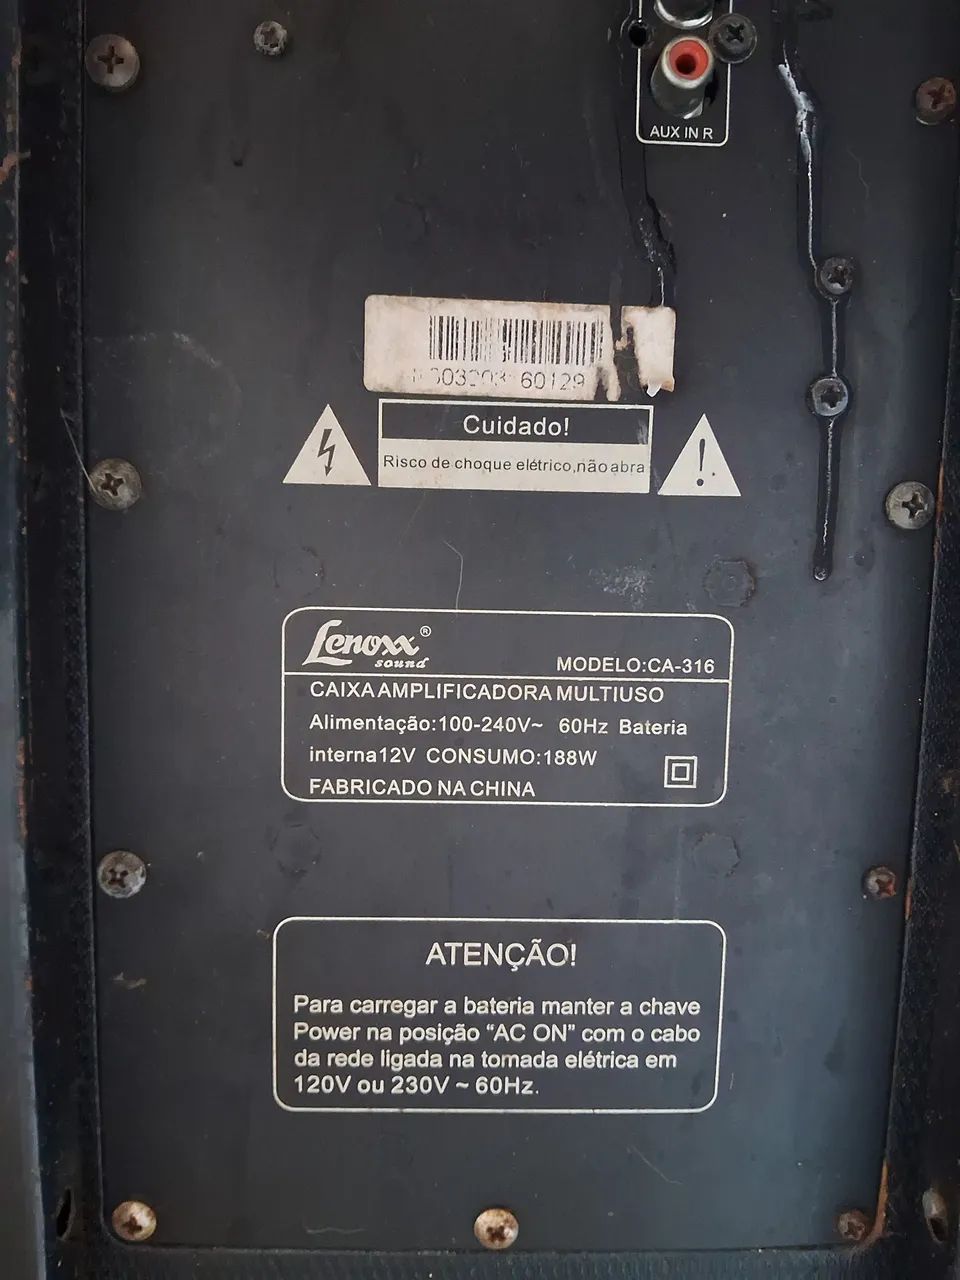 AUX IN R
60129
Cuidado!
Risco de choque elétrico,não abra
Lenoxx®
sound
MODELO:CA-316
CAIXA AMPLIFICADORA MULTIUSO
Alimentação:100-240V~ 60Hz Bateria
interna12V CONSUMO:188W
FABRICADO NA CHINA
ATENÇÃO!
Para carregar a bateria manter a chave
Power na posição “AC ON” com o cabo
da rede ligada na tomada elétrica em
120V ou 230V ~ 60Hz.